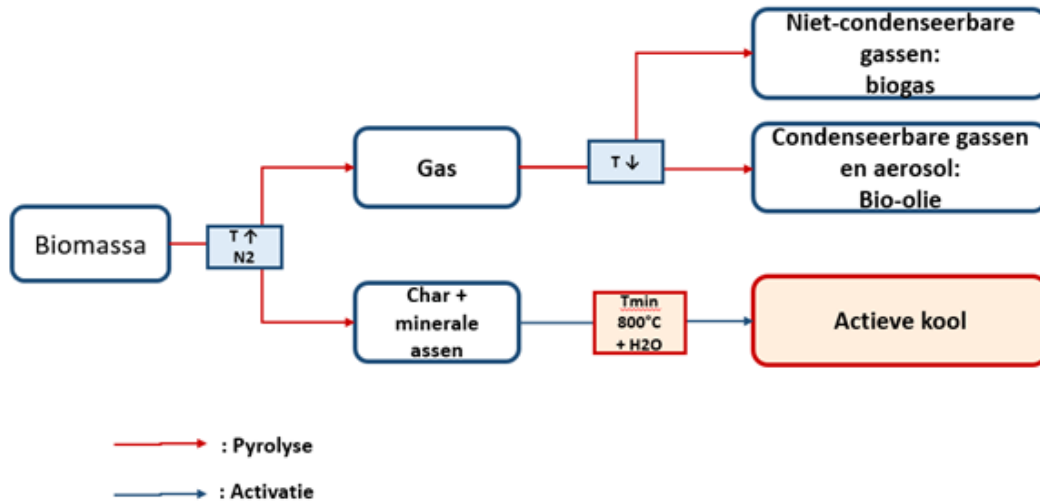 Niet-condenseerbare
gassen:
biogas
Gas
T ↓
Condenseerbare gassen
en aerosol:
Bio-olie
Biomassa
T ↑
N2
Char +
minerale
assen
Tmin
800°C
+ H2O
Actieve kool
: Pyrolyse
: Activatie